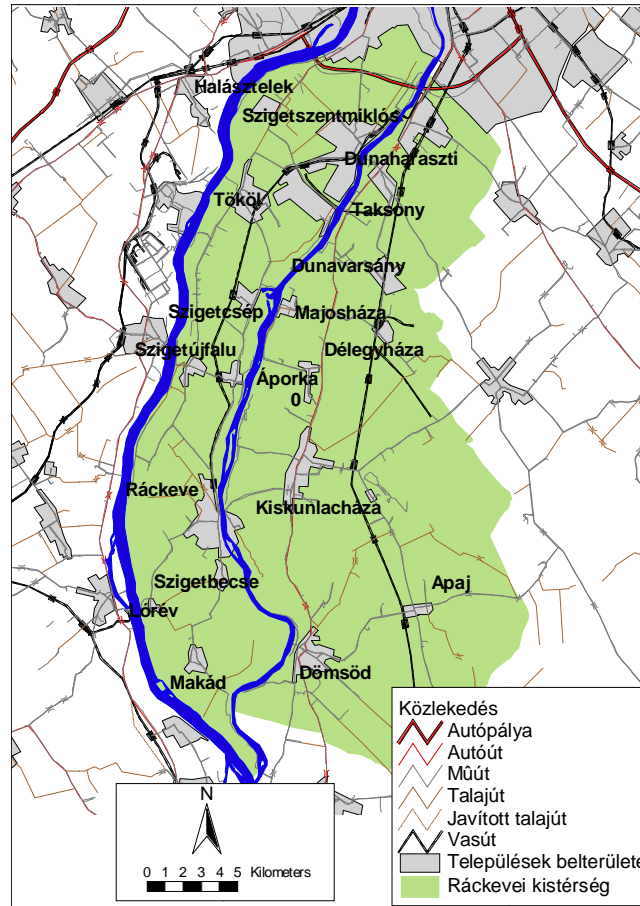 Halásztelek
Szigetszentmiklós
Dunaharaszti
Tököl
Taksony
Dunavarsány
Szigetcsép
Majosháza
Szigetújfalu
Délegyháza
Áporka
0
Ráckeve
Kiskunlacháza
Szigetbecse
Apaj
Lórév
Makád
Dömsöd
Közlekedés
Autópálya
Autóút
Mûút
Talajút
Javított talajút
Vasút
Települések belterülete
Ráckevei kistérség
N
0 1 2 3 4 5 Kilometers